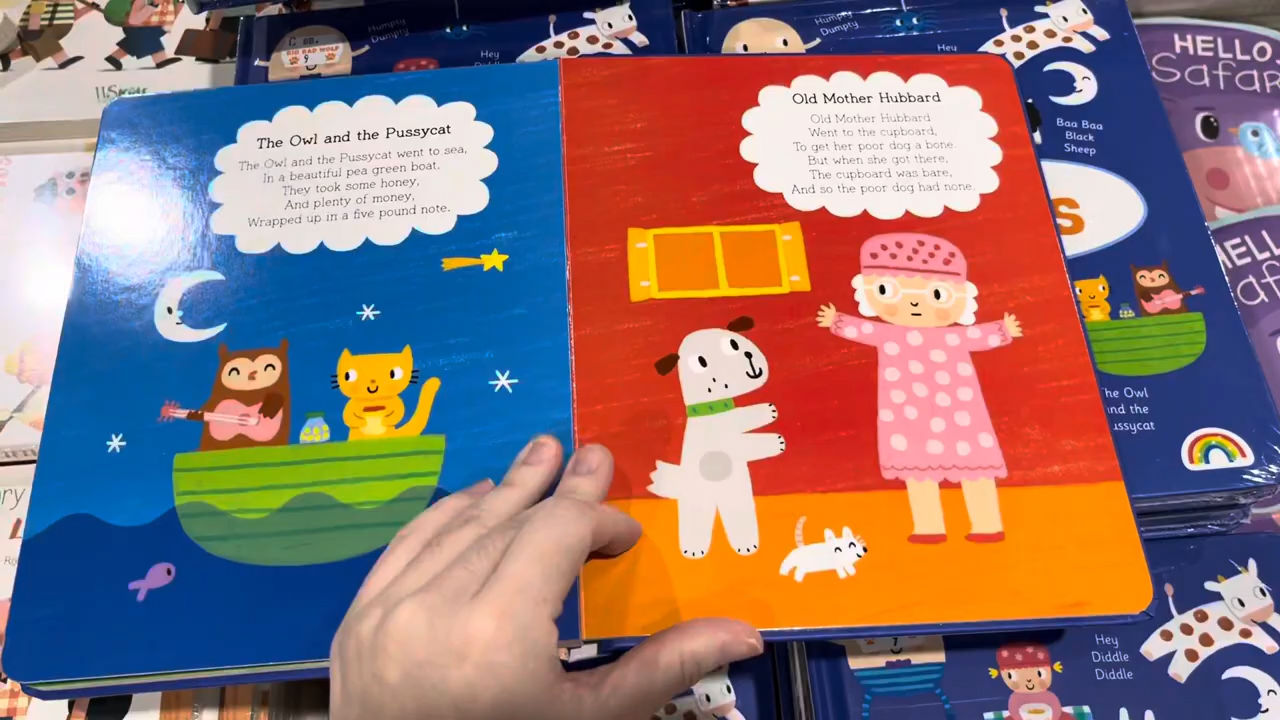 The Owl and the Pussycat
The Owl and the Pussycat went to sea,
In a beautiful pea green boat.
They took some honey,
And plenty of money,
Wrapped up in a five pound note.
Old Mother Hubbard
Old Mother Hubbard
Went to the cupboard,
To get her poor dog a bone.
But when she got there,
The cupboard was bare,
And so the poor dog had none.
Humpty
Dumpty
BIG BAD WOLF
9
Hey
Humpty
Dumpty
Hey
Baa Baa
Black
Sheep
S
The Owl
and the
Pussycat
HELLO
Safari
HELLO
Hey
Diddle
Diddle